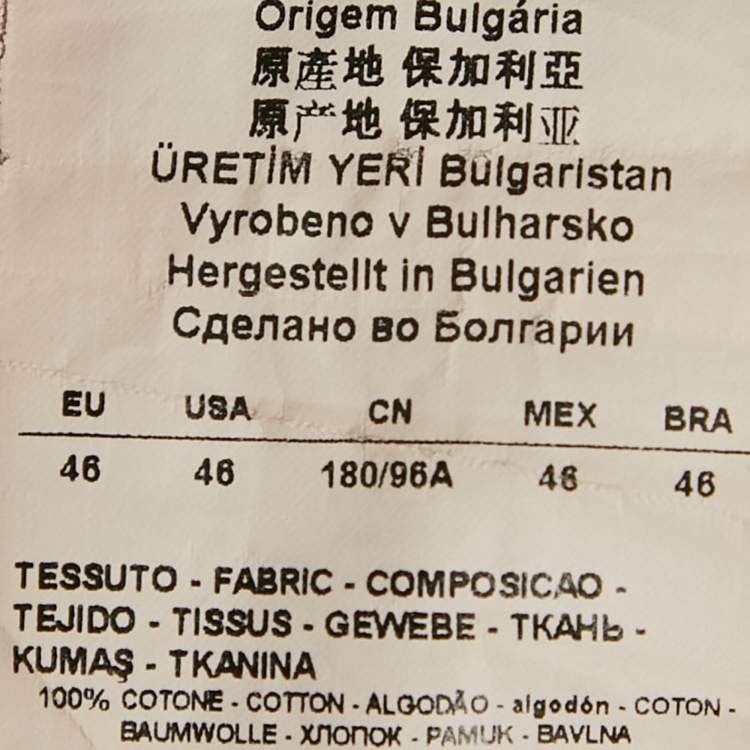 Origem Bulgária
原產地 保加利亞
原产地 保加利亚
ÜRETİM YERİ Bulgaristan
Vyrobeno v Bulharsko
Hergestellt in Bulgarien
Сделано во Болгарии
EU USA CN MEX BRA
46 46 180/96A 46 46
TESSUTO - FABRIC - COMPOSICAO -
TEJIDO - TISSUS - GEWEBE - ТКАНЬ -
KUMAŞ - TKANINA
100% COTONE - COTTON - ALGODÃO - algodón - COTON -
BAUMWOLLE - ХЛОПОК - PAMUK - BAVLNA